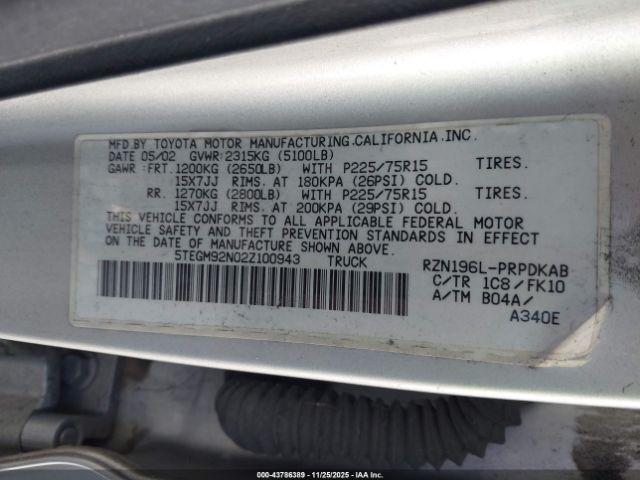 MFD.BY TOYOTA MOTOR MANUFACTURING.CALIFORNIA.INC.
DATE 05/02 GVWR:2315KG (5100LB)
GAWR:FRT.1200KG (2650LB) WITH P225/75R15 TIRES.
15X7JJ RIMS. AT 180KPA (26PSI) COLD.
RR. 1270KG (2800LB) WITH P225/75R15 TIRES.
15X7JJ RIMS. AT 200KPA (29PSI) COLD.
THIS VEHICLE CONFORMS TO ALL APPLICABLE FEDERAL MOTOR
VEHICLE SAFETY AND THEFT PREVENTION STANDARDS IN EFFECT
ON THE DATE OF MANUFACTURE SHOWN ABOVE.
5TEGM92N02Z100943 TRUCK RZN196L-PRPDKAB
C/TR 1C8/FK10
A/TM B04A/
A340E
000-43786389 - 11/25/2025 - IAA Inc.